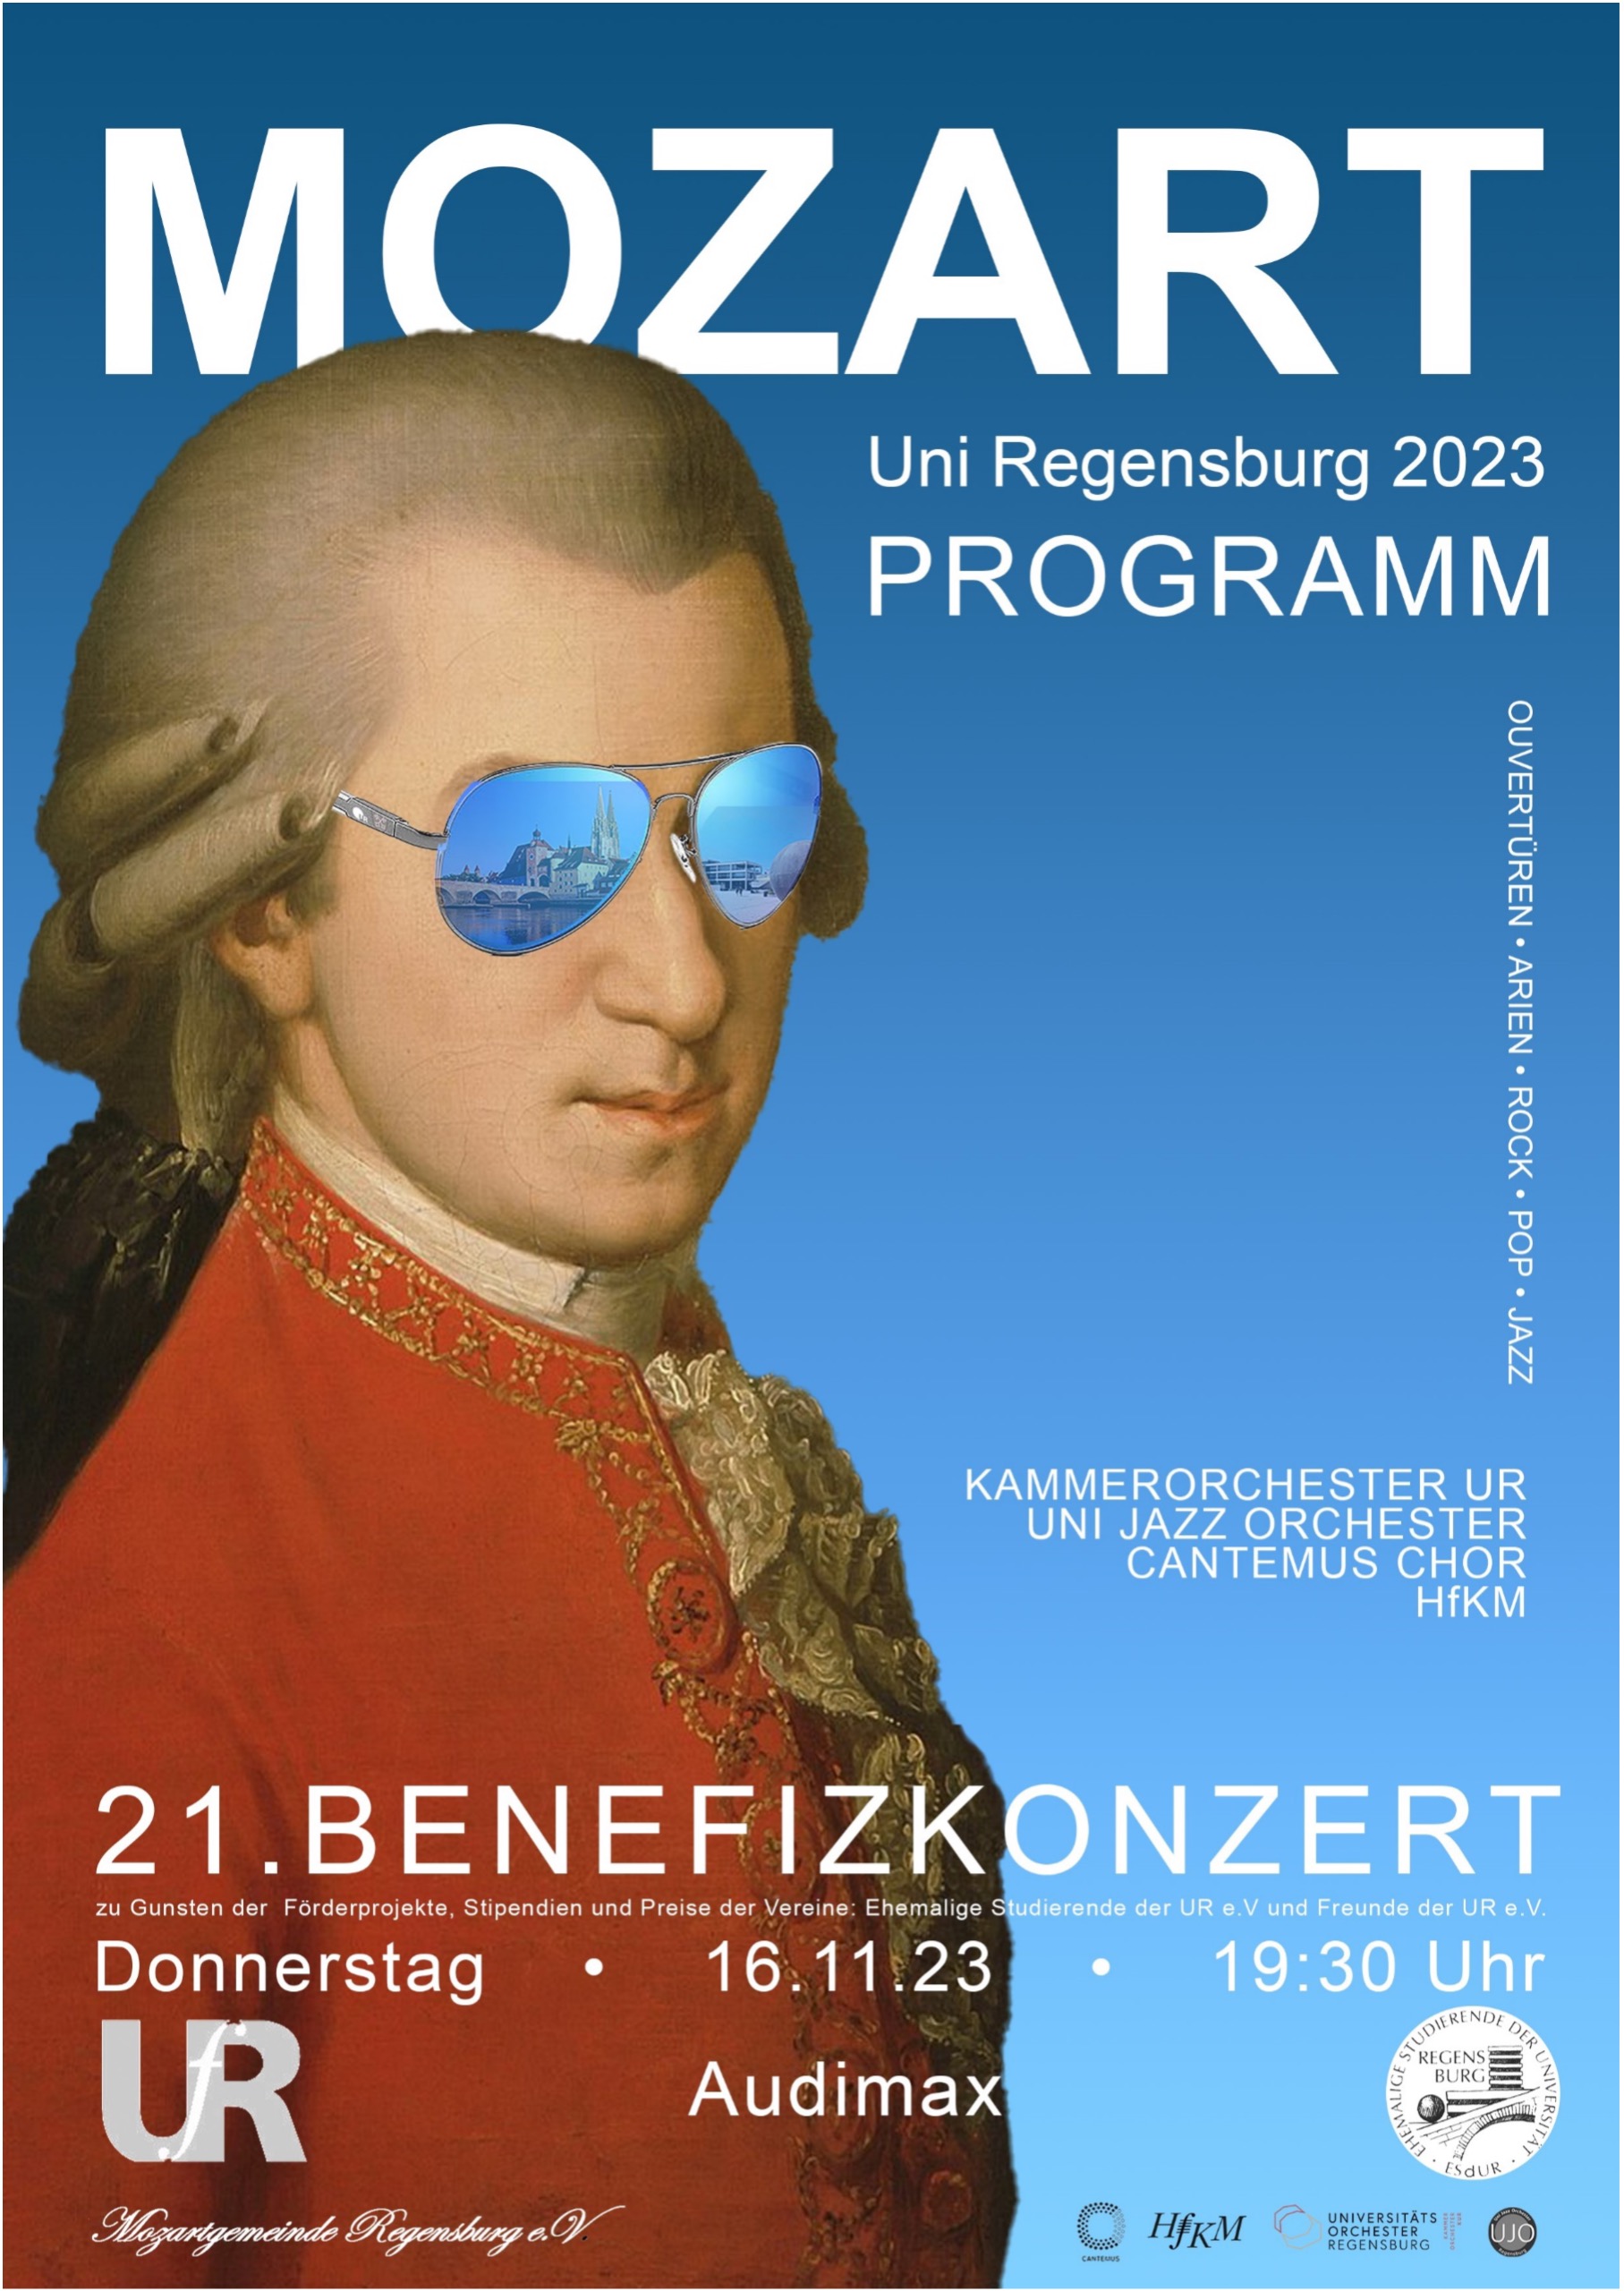 MOZART
Uni Regensburg 2023
PROGRAMM
OUVERTÜREN • ARIEN • ROCK • POP • JAZZ
KAMMERORCHESTER UR
UNI JAZZ ORCHESTER
CANTEMUS CHOR
HfKM
21.BENEFIZKONZERT
zu Gunsten der Förderprojekte, Stipendien und Preise der Vereine: Ehemalige Studierende der UR e.V und Freunde der UR e.V.
Donnerstag • 16.11.23 • 19:30 Uhr
UfR
Audimax
EHEMALIGE STUDIERENDE DER UNIVERSITÄT
REGENS
BURG
· ESdUR ·
Mozartgemeinde Regensburg e.V.
CANTEMUS
HfKM
UNIVERSITÄTS
ORCHESTER
REGENSBURG
UJO